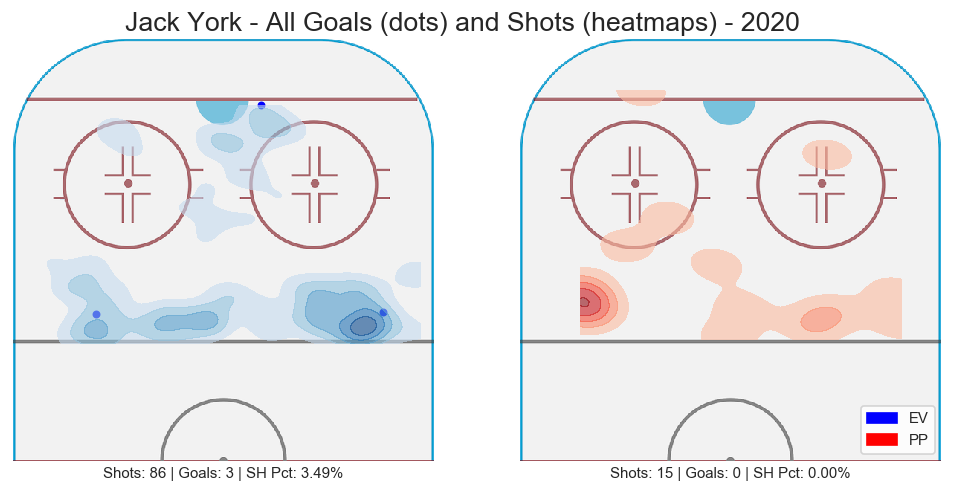 Jack York - All Goals (dots) and Shots (heatmaps) - 2020
EV
PP
Shots: 86 | Goals: 3 | SH Pct: 3.49%
Shots: 15 | Goals: 0 | SH Pct: 0.00%